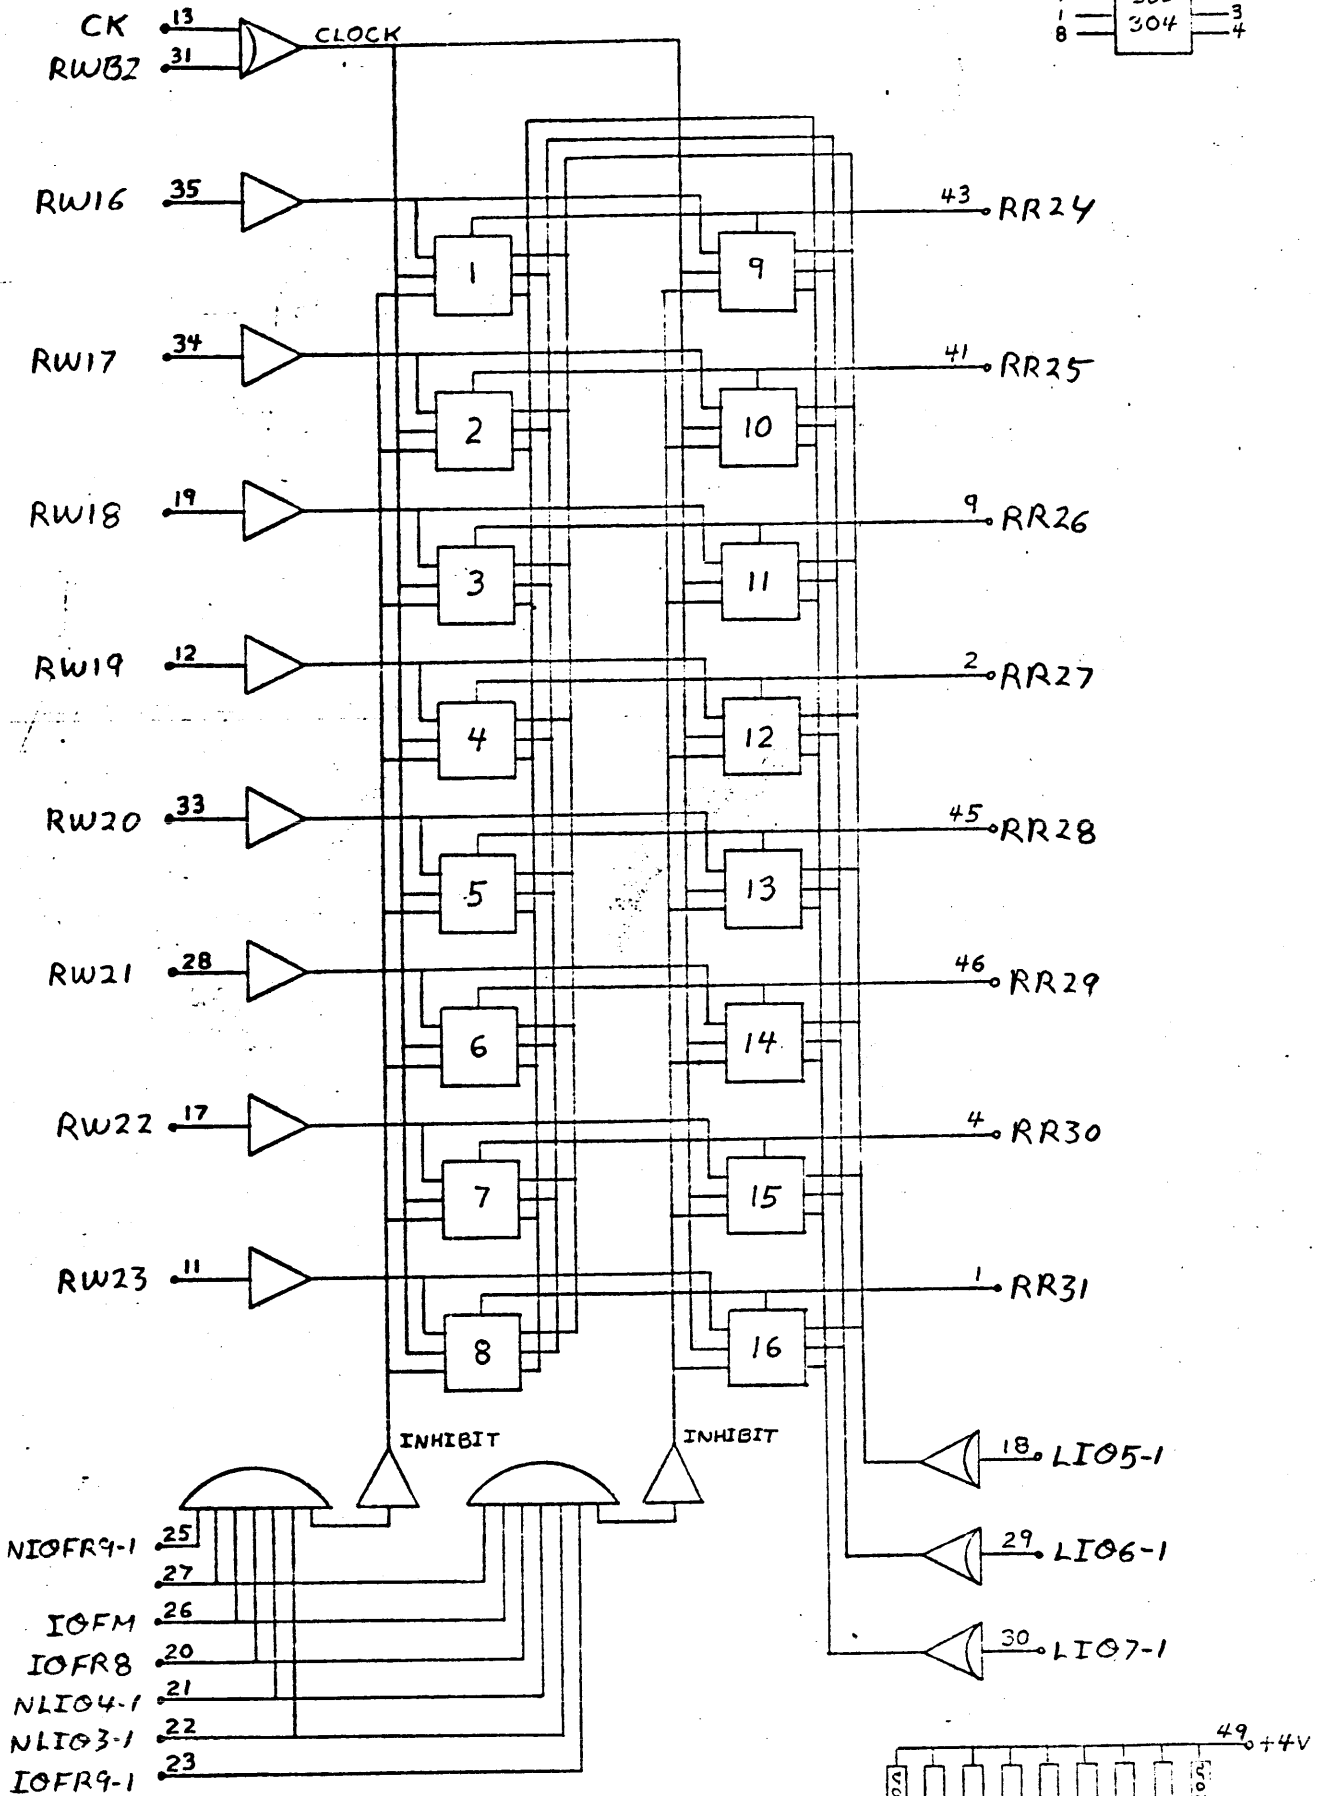 CK 13
RWB2 31
CLOCK
1 3
304
8 4
RW16 35
43 RR24
1 9
RW17 34
41 RR25
2 10
RW18 19
9 RR26
3 11
RW19 12
2 RR27
4 12
RW20 33
45 RR28
5 13
RW21 28
46 RR29
6 14
RW22 17
4 RR30
7 15
RW23 11
1 RR31
8 16
INHIBIT INHIBIT
18 LIO5-1
NIOFR9-1 25
29 LIO6-1
27
IOFM 26
IOFR8 20
30 LIO7-1
NLIO4-1 21
NLIO3-1 22
49 +4V
IOFR9-1 23